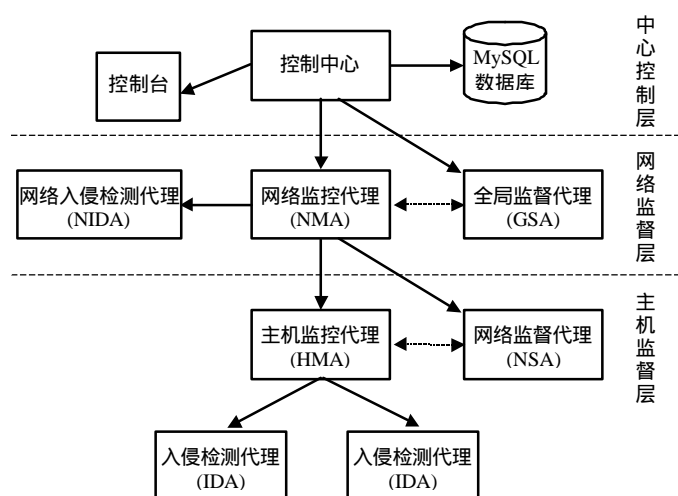 控制台
控制中心
MySQL
数据库
中心控制层
网络入侵检测代理
(NIDA)
网络监控代理
(NMA)
全局监督代理
(GSA)
网络监督层
主机监控代理
(HMA)
网络监督代理
(NSA)
主机监督层
入侵检测代理
(IDA)
入侵检测代理
(IDA)